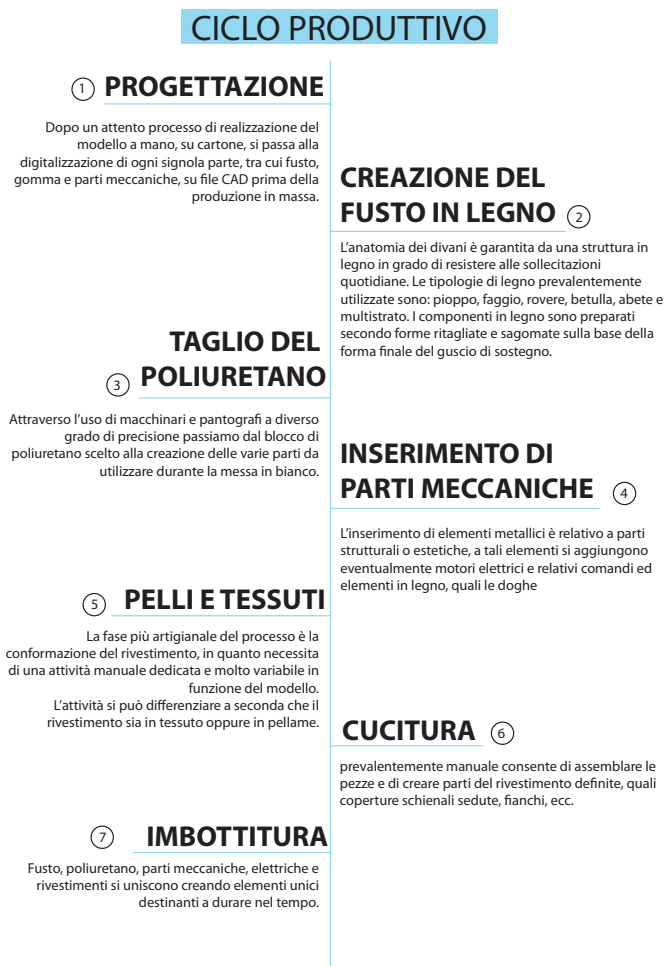 CICLO PRODUTTIVO
1 PROGETTAZIONE
Dopo un attento processo di realizzazione del
modello a mano, su cartone, si passa alla
digitalizzazione di ogni signola parte, tra cui fusto,
gomma e parti meccaniche, su file CAD prima della
produzione in massa.
CREAZIONE DEL
FUSTO IN LEGNO 2
L'anatomia dei divani è garantita da una struttura in
legno in grado di resistere alle sollecitazioni
quotidiane. Le tipologie di legno prevalentemente
utilizzate sono: pioppo, faggio, rovere, betulla, abete e
multistrato. I componenti in legno sono preparati
secondo forme ritagliate e sagomate sulla base della
forma finale del guscio di sostegno.
TAGLIO DEL
3 POLIURETANO
Attraverso l'uso di macchinari e pantografi a diverso
grado di precisione passiamo dal blocco di
poliuretano scelto alla creazione delle varie parti da
utilizzare durante la messa in bianco.
INSERIMENTO DI
PARTI MECCANICHE 4
L'inserimento di elementi metallici è relativo a parti
strutturali o estetiche, a tali elementi si aggiungono
eventualmente motori elettrici e relativi comandi ed
elementi in legno, quali le doghe
5 PELLI E TESSUTI
La fase più artigianale del processo è la
conformazione del rivestimento, in quanto necessita
di una attività manuale dedicata e molto variabile in
funzione del modello.
L'attività si può differenziare a seconda che il
rivestimento sia in tessuto oppure in pellame.
CUCITURA 6
prevalentemente manuale consente di assemblare le
pezze e di creare parti del rivestimento definite, quali
coperture schienali sedute, fianchi, ecc.
7 IMBOTTITURA
Fusto, poliuretano, parti meccaniche, elettriche e
rivestimenti si uniscono creando elementi unici
destinanti a durare nel tempo.